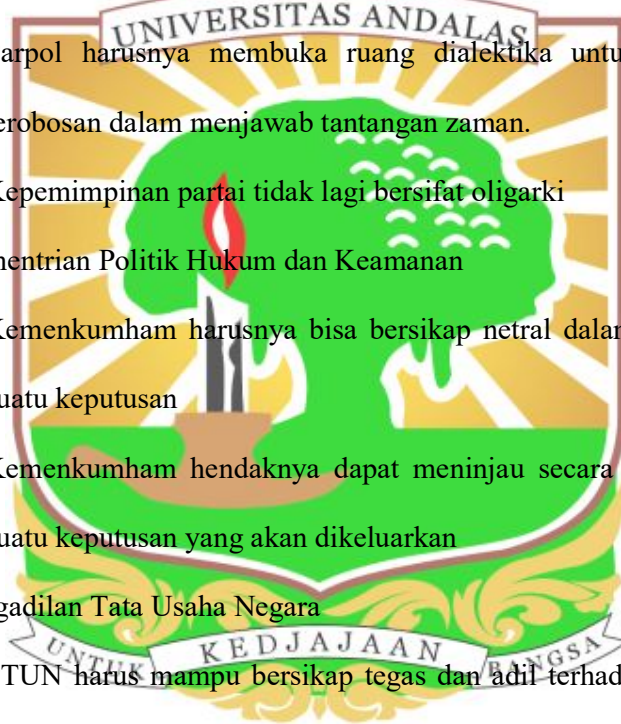 UNIVERSITAS ANDALAS
arpol harusnya membuka ruang dialektika untu
erobosan dalam menjawab tantangan zaman.
Kepemimpinan partai tidak lagi bersifat oligarki
nentrian Politik Hukum dan Keamanan
Kemenkumham harusnya bisa bersikap netral dalan
uatu keputusan
Kemenkumham hendaknya dapat meninjau secara
uatu keputusan yang akan dikeluarkan
gadilan Tata Usaha Negara
TUN harus mampu bersikap tegas dan adil terhad
UNTUK KEDJAJAAN BANGSA